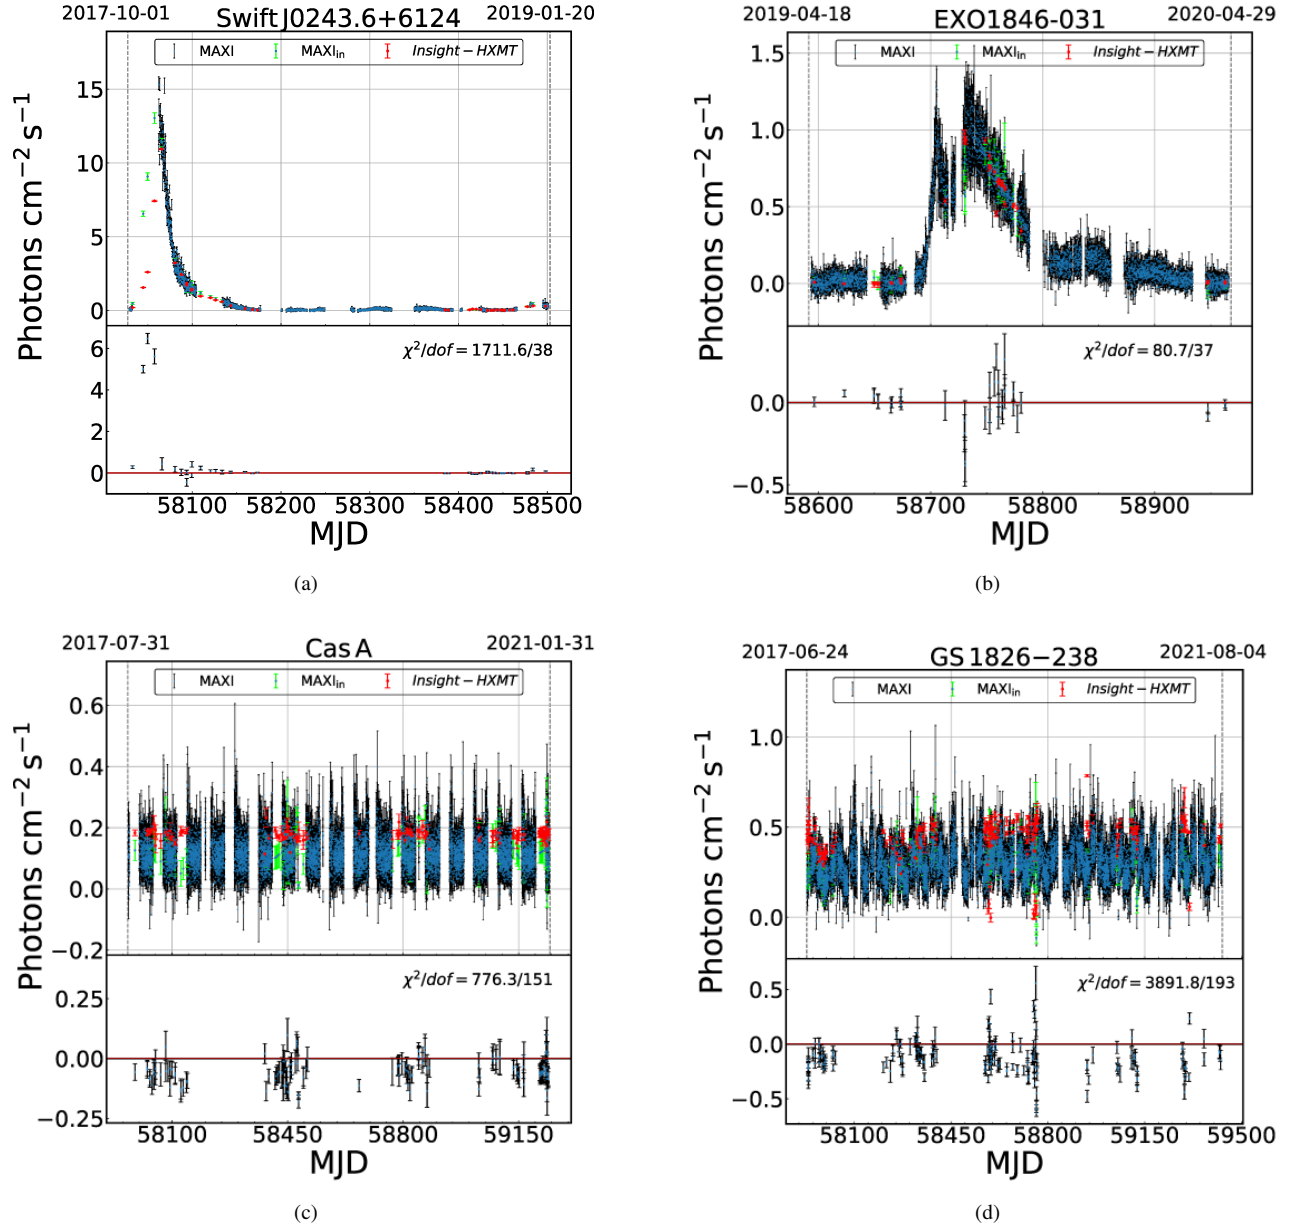 2017-10-01 Swift J0243.6+6124 2019-01-20
MAXI MAXI_in Insight−HXMT
15
10
5
0
Photons cm⁻² s⁻¹
χ²/dof = 1711.6/38
6
4
2
0
58100 58200 58300 58400 58500
MJD
(a)
2019-04-18 EXO1846-031 2020-04-29
MAXI MAXI_in Insight−HXMT
1.5
1.0
0.5
0.0
Photons cm⁻² s⁻¹
χ²/dof = 80.7/37
0.0
−0.5
58600 58700 58800 58900
MJD
(b)
2017-07-31 Cas A 2021-01-31
MAXI MAXI_in Insight−HXMT
0.6
0.4
0.2
0.0
−0.2
Photons cm⁻² s⁻¹
χ²/dof = 776.3/151
0.25
0.00
−0.25
58100 58450 58800 59150
MJD
(c)
2017-06-24 GS 1826−238 2021-08-04
MAXI MAXI_in Insight−HXMT
1.0
0.5
0.0
Photons cm⁻² s⁻¹
χ²/dof = 3891.8/193
0.5
0.0
−0.5
58100 58450 58800 59150 59500
MJD
(d)